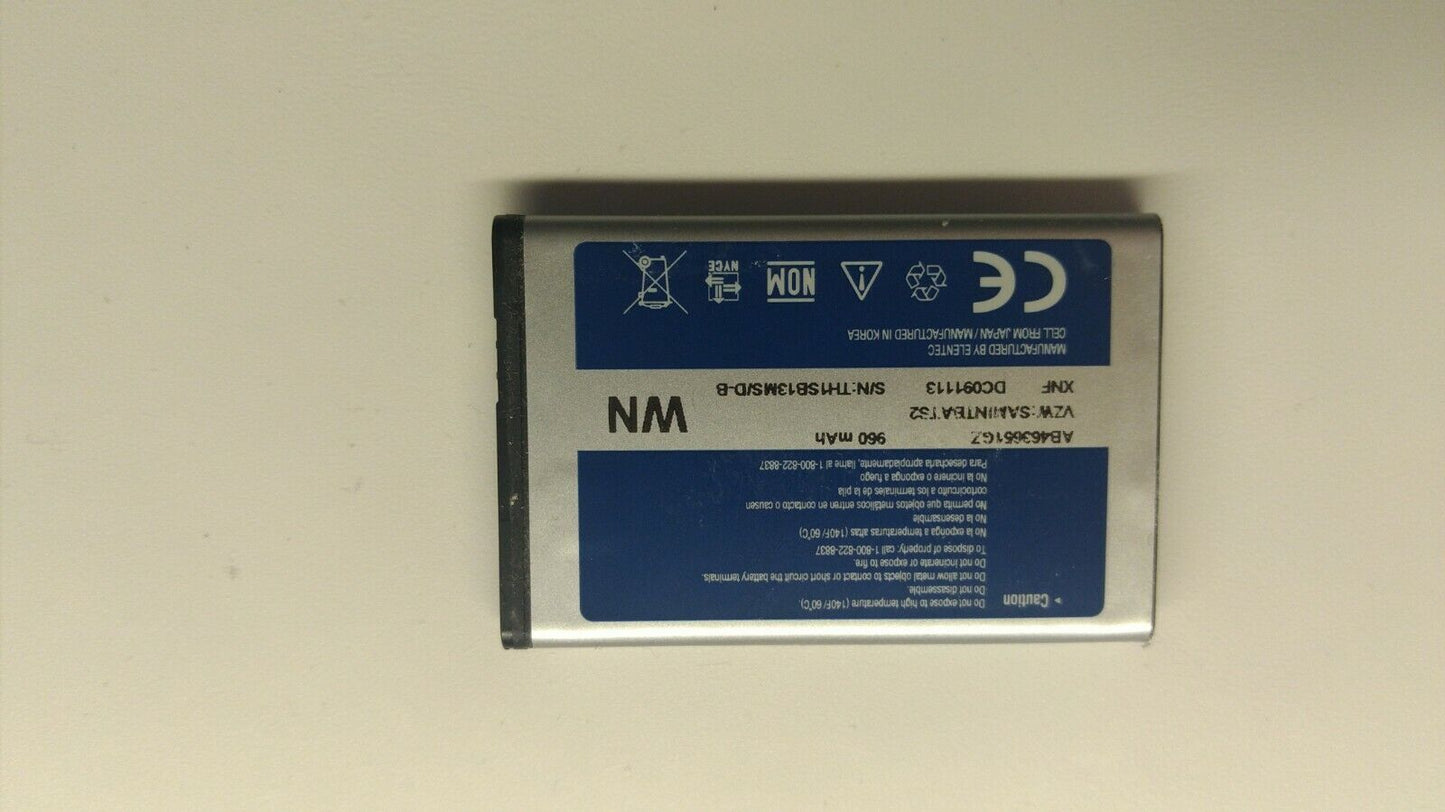 > Caution
Do not expose to high temperature (140F/ 60°C).
Do not disassemble.
Do not allow metal objects to contact or short circuit the battery terminals.
Do not incinerate or expose to fire.
To dispose of properly: call 1-800-822-8837
No la exponga a temperaturas altas (140F/ 60°C)
No la desensamble
No permita que objetos metálicos entren en contacto o causen
cortocircuito a los terminales de la pila
No la incinere o exponga a fuego
Para desecharla apropiadamente, llame al 1-800-822-8837
AB463651GZ 960 mAh
VZW: WN
XNF DC091113 S/N:TH1SB13MS/D-B
MANUFACTURED BY ELENTEC
CELL FROM JAPAN / MANUFACTURED IN KOREA
CE NOM NYCE